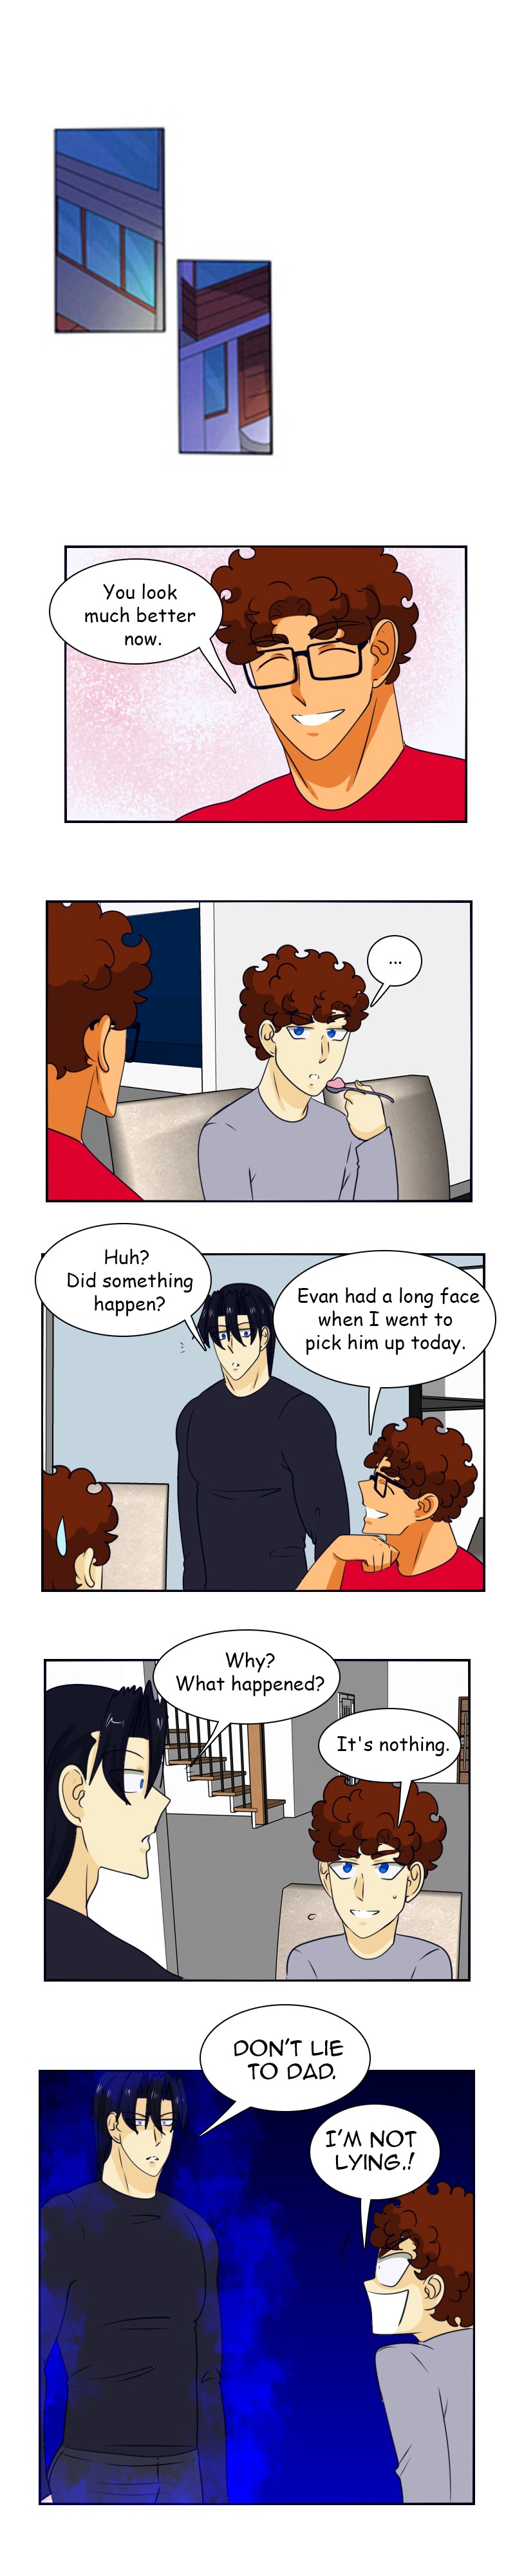 You look
much better
now.
...
Huh?
Did something
happen?
Evan had a long face
when I went to
pick him up today.
Why?
What happened?
It's nothing.
DON'T LIE
TO DAD.
I'M NOT
LYING.!